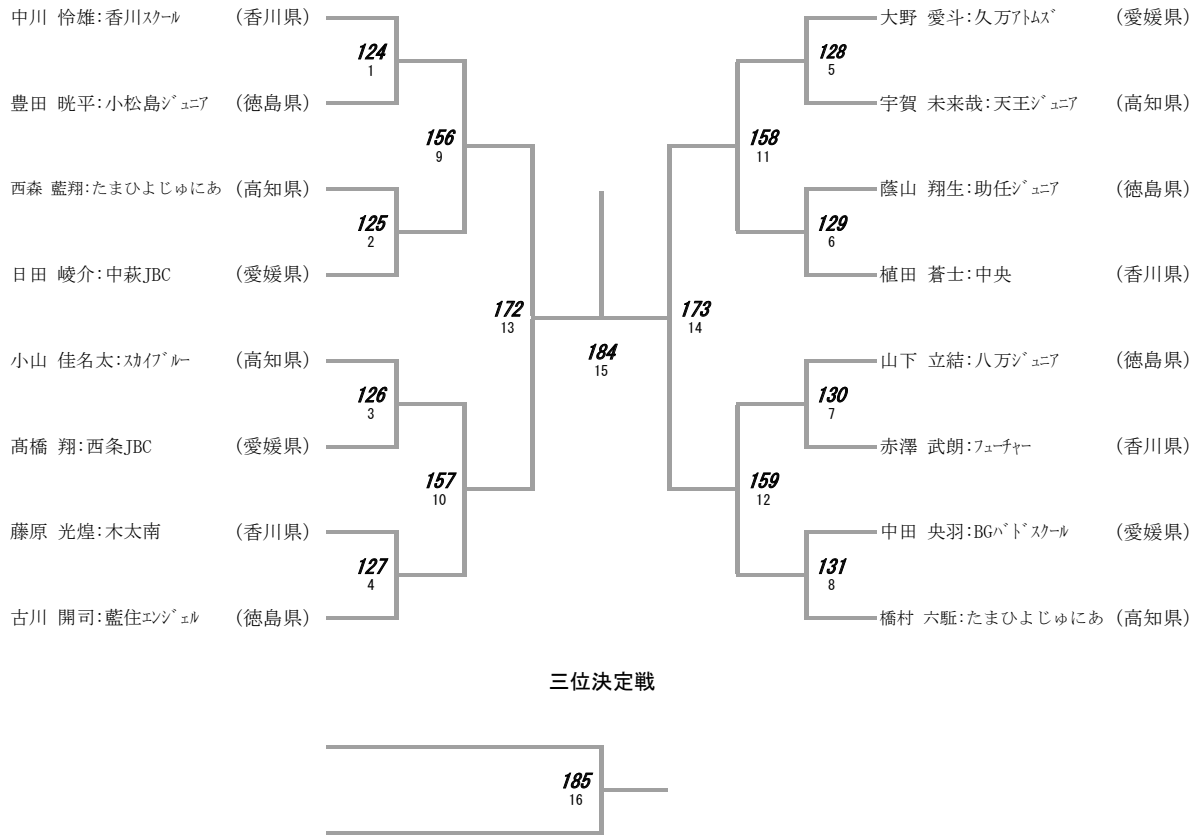 中川 怜雄:香川ｽｸｰﾙ (香川県)
124
1
豊田 晄平:小松島ｼﾞｭﾆｱ (徳島県)
156
9
西森 藍翔:たまひよじゅにあ (高知県)
125
2
日田 崚介:中萩JBC (愛媛県)
172
13
小山 佳名太:ｽｶｲﾌﾞﾙｰ (高知県)
126
3
髙橋 翔:西条JBC (愛媛県)
157
10
藤原 光煌:木太南 (香川県)
127
4
古川 開司:藍住ｴﾝｼﾞｪﾙ (徳島県)
184
15
大野 愛斗:久万ｱﾄﾑｽﾞ (愛媛県)
128
5
宇賀 未来哉:天王ｼﾞｭﾆｱ (高知県)
158
11
蔭山 翔生:助任ｼﾞｭﾆｱ (徳島県)
129
6
植田 蒼士:中央 (香川県)
173
14
山下 立結:八万ｼﾞｭﾆｱ (徳島県)
130
7
赤澤 武朗:ﾌｭｰﾁｬｰ (香川県)
159
12
中田 央羽:BGﾊﾞﾄﾞｽｸｰﾙ (愛媛県)
131
8
橋村 六駈:たまひよじゅにあ (高知県)
三位決定戦
185
16